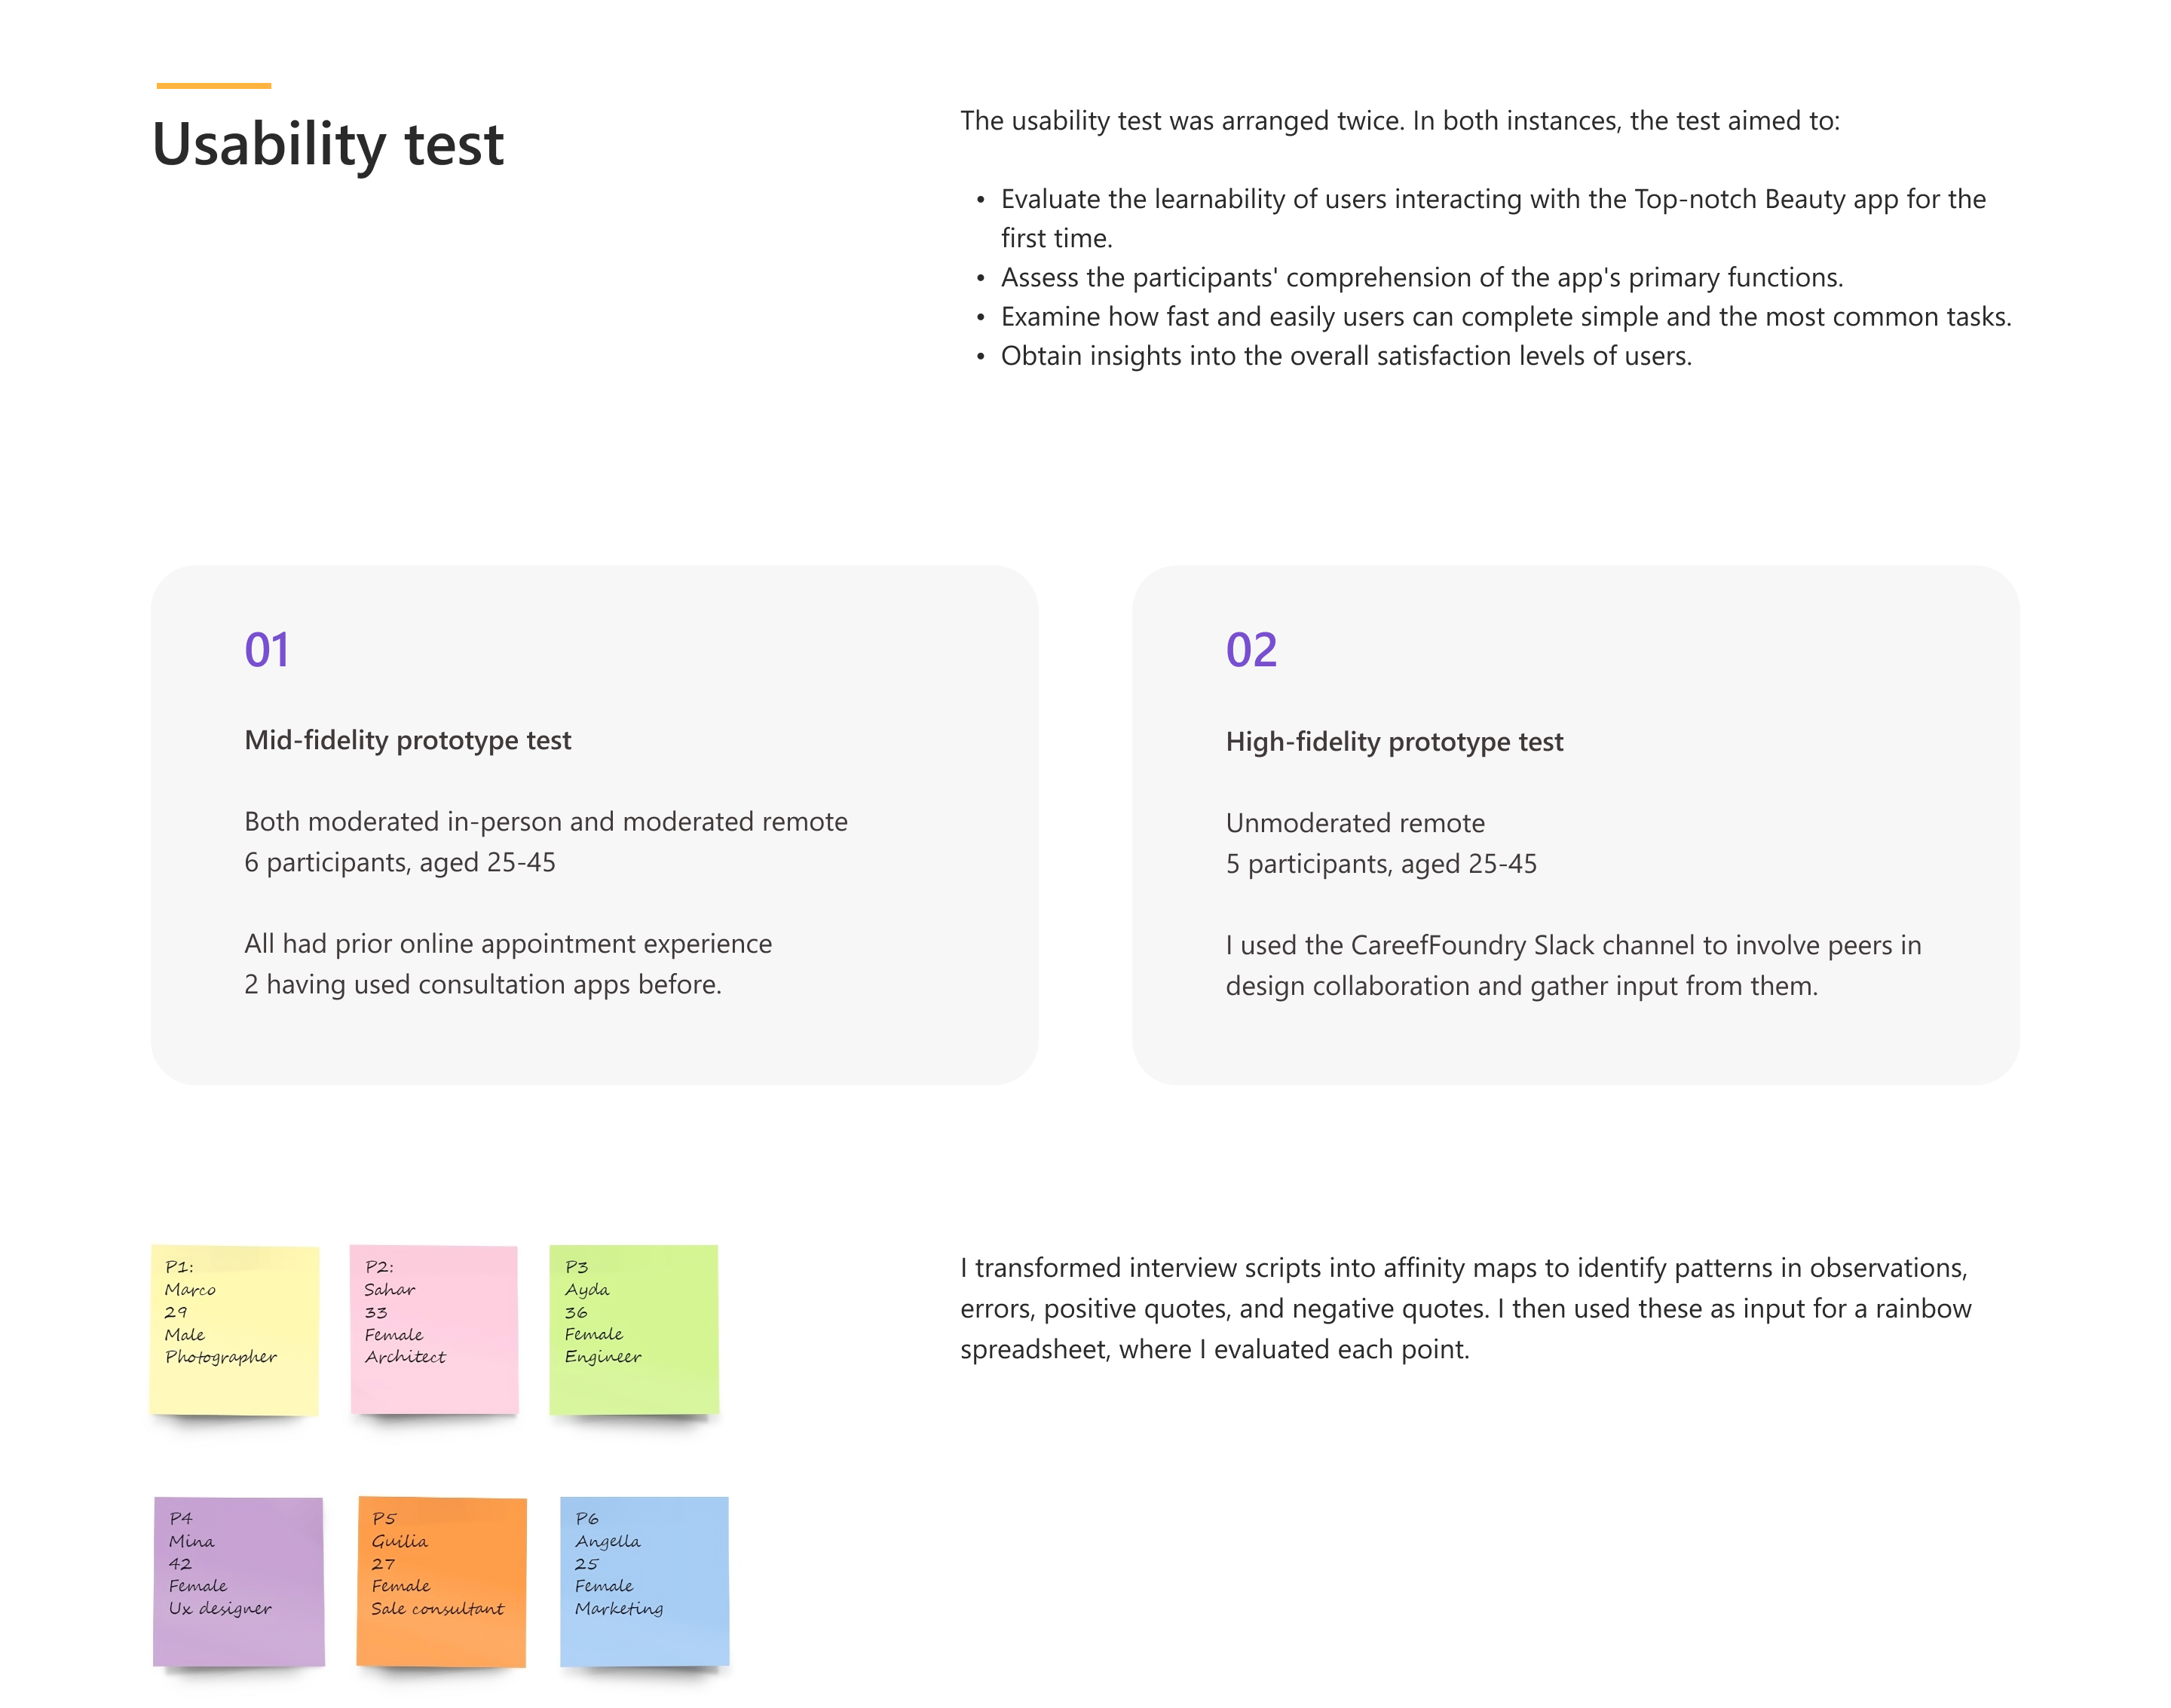 Usability test
The usability test was arranged twice. In both instances, the test aimed to:
• Evaluate the learnability of users interacting with the Top-notch Beauty app for the
first time.
• Assess the participants' comprehension of the app's primary functions.
• Examine how fast and easily users can complete simple and the most common tasks.
• Obtain insights into the overall satisfaction levels of users.
01
Mid-fidelity prototype test
Both moderated in-person and moderated remote
6 participants, aged 25-45
All had prior online appointment experience
2 having used consultation apps before.
02
High-fidelity prototype test
Unmoderated remote
5 participants, aged 25-45
I used the CareefFoundry Slack channel to involve peers in
design collaboration and gather input from them.
P1:
Marco
29
Male
Photographer
P2:
Sahar
33
Female
Architect
P3
Ayda
36
Female
Engineer
I transformed interview scripts into affinity maps to identify patterns in observations,
errors, positive quotes, and negative quotes. I then used these as input for a rainbow
spreadsheet, where I evaluated each point.
P4
Mina
42
Female
Ux designer
P5
Guilia
27
Female
Sale consultant
P6
Angella
25
Female
Marketing